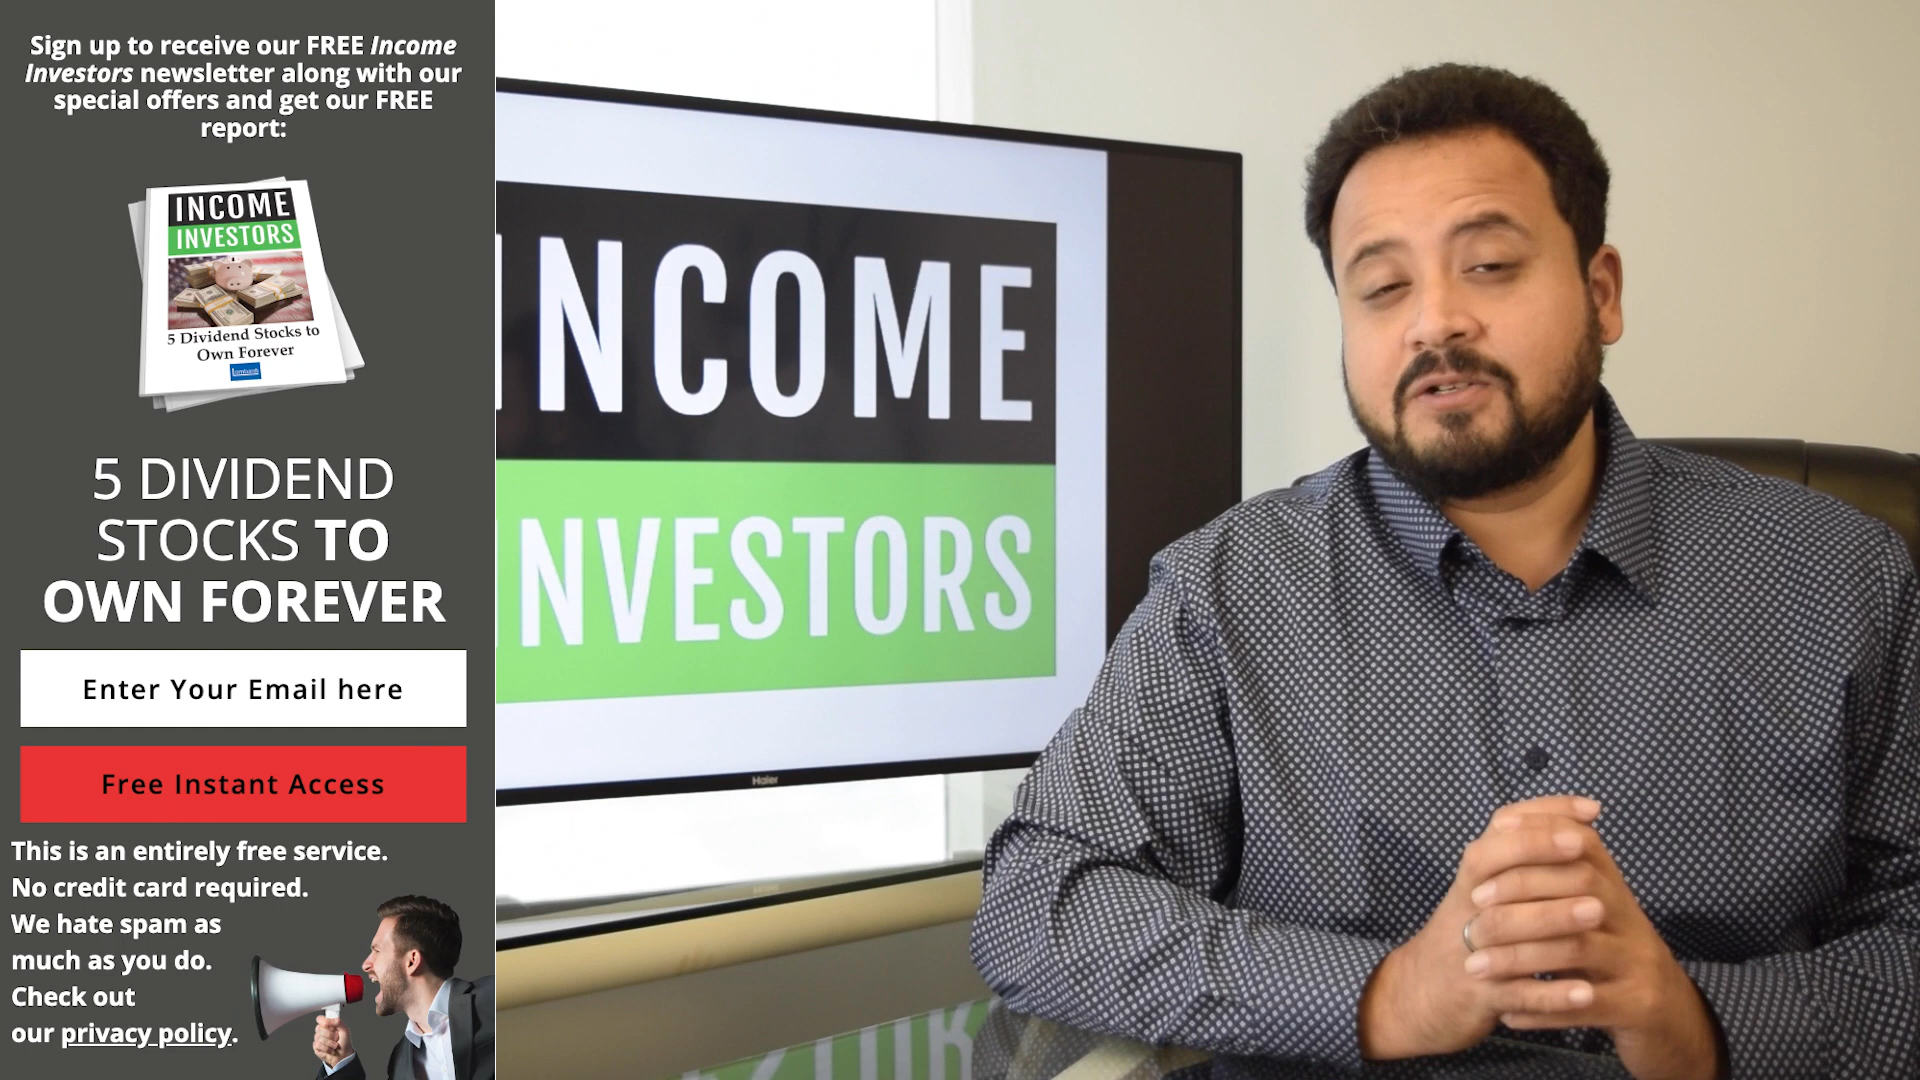 Sign up to receive our FREE Income
Investors newsletter along with our
special offers and get our FREE
report:
INCOME
INVESTORS
5 Dividend Stocks to
Own Forever
5 DIVIDEND
STOCKS TO
OWN FOREVER
Enter Your Email here
Free Instant Access
This is an entirely free service.
No credit card required.
We hate spam as
much as you do.
Check out
our privacy policy.
INCOME
INVESTORS
Haier